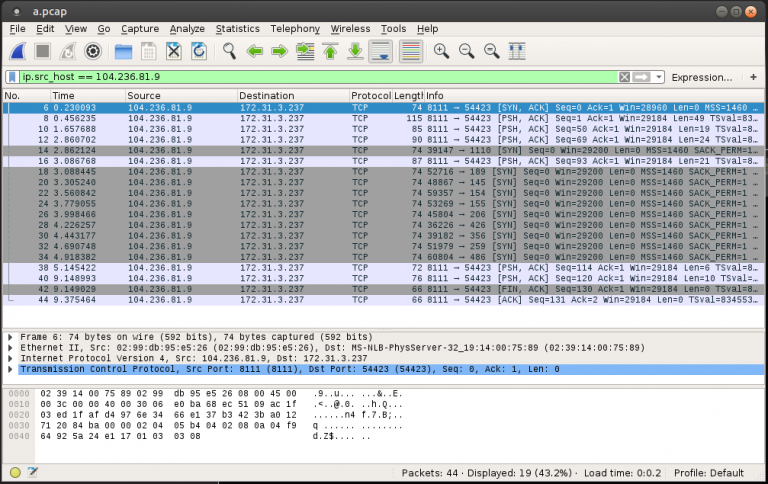 a.pcap
File Edit View Go Capture Analyze Statistics Telephony Wireless Tools Help
ip.src_host == 104.236.81.9 Expression... +
No. Time Source Destination Protocol Length Info
6 0.230093 104.236.81.9 172.31.3.237 TCP 74 8111 → 54423 [SYN, ACK] Seq=0 Ack=1 Win=28960 Len=0 MSS=1460 ...
8 0.456235 104.236.81.9 172.31.3.237 TCP 115 8111 → 54423 [PSH, ACK] Seq=1 Ack=1 Win=29184 Len=49 TSval=83...
10 1.657688 104.236.81.9 172.31.3.237 TCP 85 8111 → 54423 [PSH, ACK] Seq=50 Ack=1 Win=29184 Len=19 TSval=8...
12 2.860702 104.236.81.9 172.31.3.237 TCP 90 8111 → 54423 [PSH, ACK] Seq=69 Ack=1 Win=29184 Len=24 TSval=8...
14 2.862124 104.236.81.9 172.31.3.237 TCP 74 39147 → 1110 [SYN] Seq=0 Win=29200 Len=0 MSS=1460 SACK_PERM=1 ...
16 3.086768 104.236.81.9 172.31.3.237 TCP 87 8111 → 54423 [PSH, ACK] Seq=93 Ack=1 Win=29184 Len=21 TSval=8...
18 3.088445 104.236.81.9 172.31.3.237 TCP 74 52716 → 189 [SYN] Seq=0 Win=29200 Len=0 MSS=1460 SACK_PERM=1 ...
20 3.305240 104.236.81.9 172.31.3.237 TCP 74 48867 → 145 [SYN] Seq=0 Win=29200 Len=0 MSS=1460 SACK_PERM=1 ...
22 3.560842 104.236.81.9 172.31.3.237 TCP 74 59357 → 154 [SYN] Seq=0 Win=29200 Len=0 MSS=1460 SACK_PERM=1 ...
24 3.779055 104.236.81.9 172.31.3.237 TCP 74 53269 → 155 [SYN] Seq=0 Win=29200 Len=0 MSS=1460 SACK_PERM=1 ...
26 3.998466 104.236.81.9 172.31.3.237 TCP 74 45804 → 206 [SYN] Seq=0 Win=29200 Len=0 MSS=1460 SACK_PERM=1 ...
28 4.226257 104.236.81.9 172.31.3.237 TCP 74 36226 → 426 [SYN] Seq=0 Win=29200 Len=0 MSS=1460 SACK_PERM=1 ...
30 4.443177 104.236.81.9 172.31.3.237 TCP 74 39182 → 356 [SYN] Seq=0 Win=29200 Len=0 MSS=1460 SACK_PERM=1 ...
32 4.690748 104.236.81.9 172.31.3.237 TCP 74 51979 → 259 [SYN] Seq=0 Win=29200 Len=0 MSS=1460 SACK_PERM=1 ...
34 4.918382 104.236.81.9 172.31.3.237 TCP 74 60804 → 486 [SYN] Seq=0 Win=29200 Len=0 MSS=1460 SACK_PERM=1 ...
38 5.145422 104.236.81.9 172.31.3.237 TCP 72 8111 → 54423 [PSH, ACK] Seq=114 Ack=1 Win=29184 Len=6 TSval=8...
40 9.148993 104.236.81.9 172.31.3.237 TCP 76 8111 → 54423 [PSH, ACK] Seq=120 Ack=1 Win=29184 Len=10 TSval=...
42 9.149029 104.236.81.9 172.31.3.237 TCP 66 8111 → 54423 [FIN, ACK] Seq=130 Ack=1 Win=29184 Len=0 TSval=8...
44 9.375464 104.236.81.9 172.31.3.237 TCP 66 8111 → 54423 [ACK] Seq=131 Ack=2 Win=29184 Len=0 TSval=834553...
Frame 6: 74 bytes on wire (592 bits), 74 bytes captured (592 bits)
Ethernet II, Src: 02:99:db:95:e5:26 (02:99:db:95:e5:26), Dst: MS-NLB-PhysServer-32_19:14:00:75:89 (02:39:14:00:75:89)
Internet Protocol Version 4, Src: 104.236.81.9, Dst: 172.31.3.237
Transmission Control Protocol, Src Port: 8111 (8111), Dst Port: 54423 (54423), Seq: 0, Ack: 1, Len: 0
0000 02 39 14 00 75 89 02 99 db 95 e5 26 08 00 45 00 .9..u... ...&..E.
0010 00 3c 00 00 40 00 30 06 e0 ba 68 ec 51 09 ac 1f .<..@.0. ..h.Q...
0020 03 ed 1f af d4 97 6e 34 66 e1 37 b3 42 3b a0 12 ......n4 f.7.B;..
0030 71 20 84 ba 00 00 02 04 05 b4 04 02 08 0a 04 f9 q ...... ........
0040 64 92 5a 24 e1 17 01 03 03 08 d.Z$.... ..
Packets: 44 · Displayed: 19 (43.2%) · Load time: 0:0.2 Profile: Default